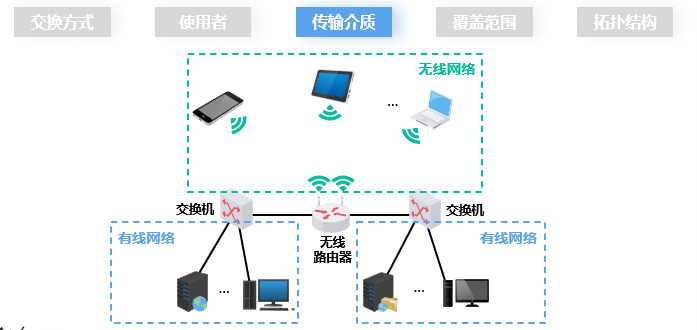 交换方式
使用者
传输介质
覆盖范围
拓扑结构
无线网络
...
交换机
交换机
有线网络
无线
路由器
有线网络
...
...